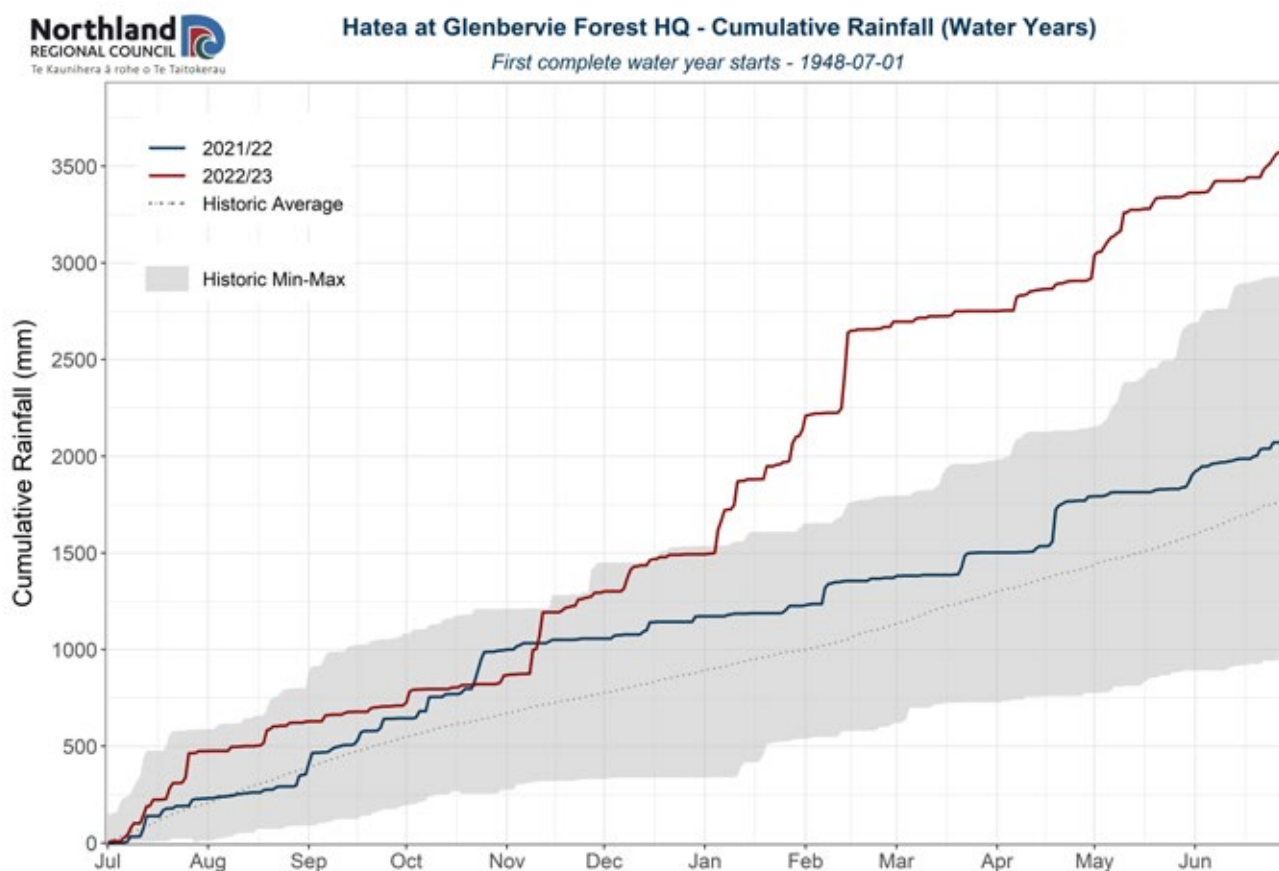 Northland
REGIONAL COUNCIL
Te Kaunihera ā rohe o Te Taitokerau
Hatea at Glenbervie Forest HQ - Cumulative Rainfall (Water Years)
First complete water year starts - 1948-07-01
2021/22
2022/23
Historic Average
Historic Min-Max
Cumulative Rainfall (mm)
3500
3000
2500
2000
1500
1000
500
0
Jul Aug Sep Oct Nov Dec Jan Feb Mar Apr May Jun